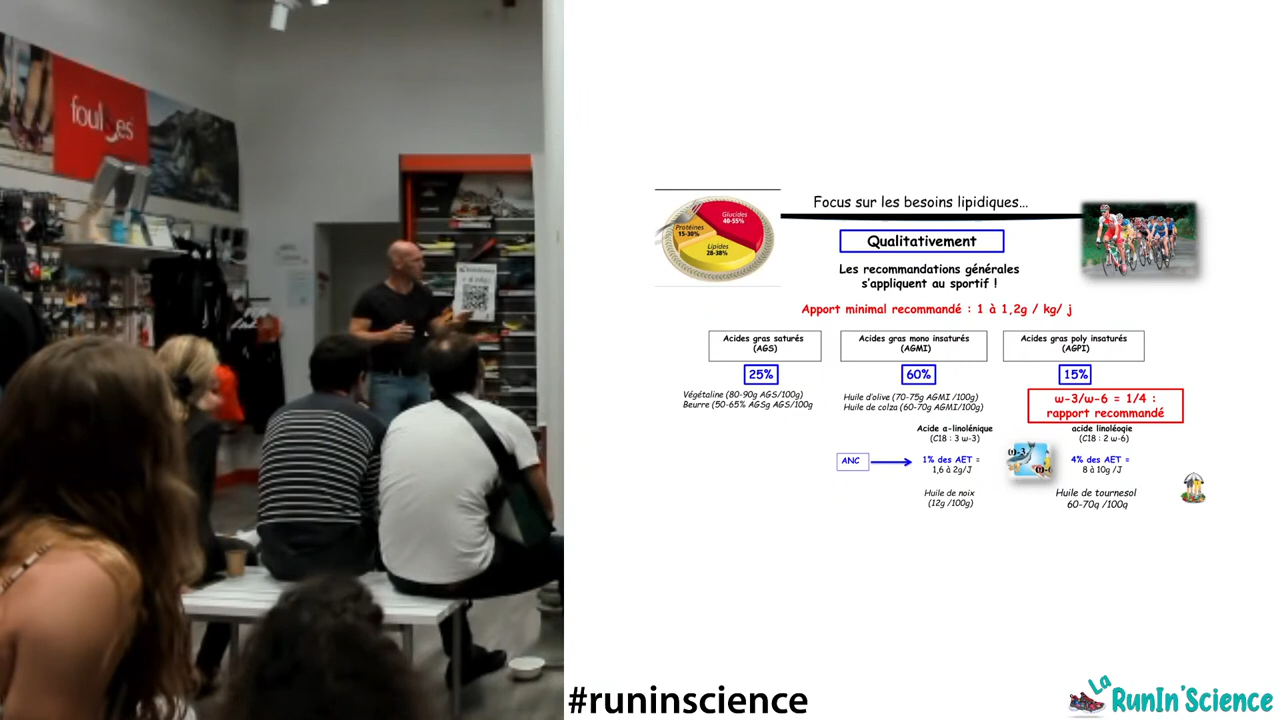 foulées
Focus sur les besoins lipidiques...
Glucides
40-55%
Protéines
15-30%
Lipides
28-38%
Qualitativement
Les recommandations générales
s'appliquent au sportif !
Apport minimal recommandé : 1 à 1,2g / kg/ j
Acides gras saturés
(AGS)
25%
Végétaline (80-90g AGS/100g)
Beurre (50-65% AGSg AGS/100g
Acides gras mono insaturés
(AGMI)
60%
Huile d'olive (70-75g AGMI /100g)
Huile de colza (60-70g AGMI/100g)
Acides gras poly insaturés
(AGPI)
15%
ω-3/ω-6 = 1/4 :
rapport recommandé
ANC
Acide α-linolénique
(C18 : 3 ω-3)
1% des AET =
1,6 à 2g/J
Huile de noix
(12g /100g)
ω-3
acide linoléoqie
(C18 : 2 ω-6)
4% des AET =
8 à 10g /J
Huile de tournesol
60-70g /100g
#runinscience
La
RunIn'Science